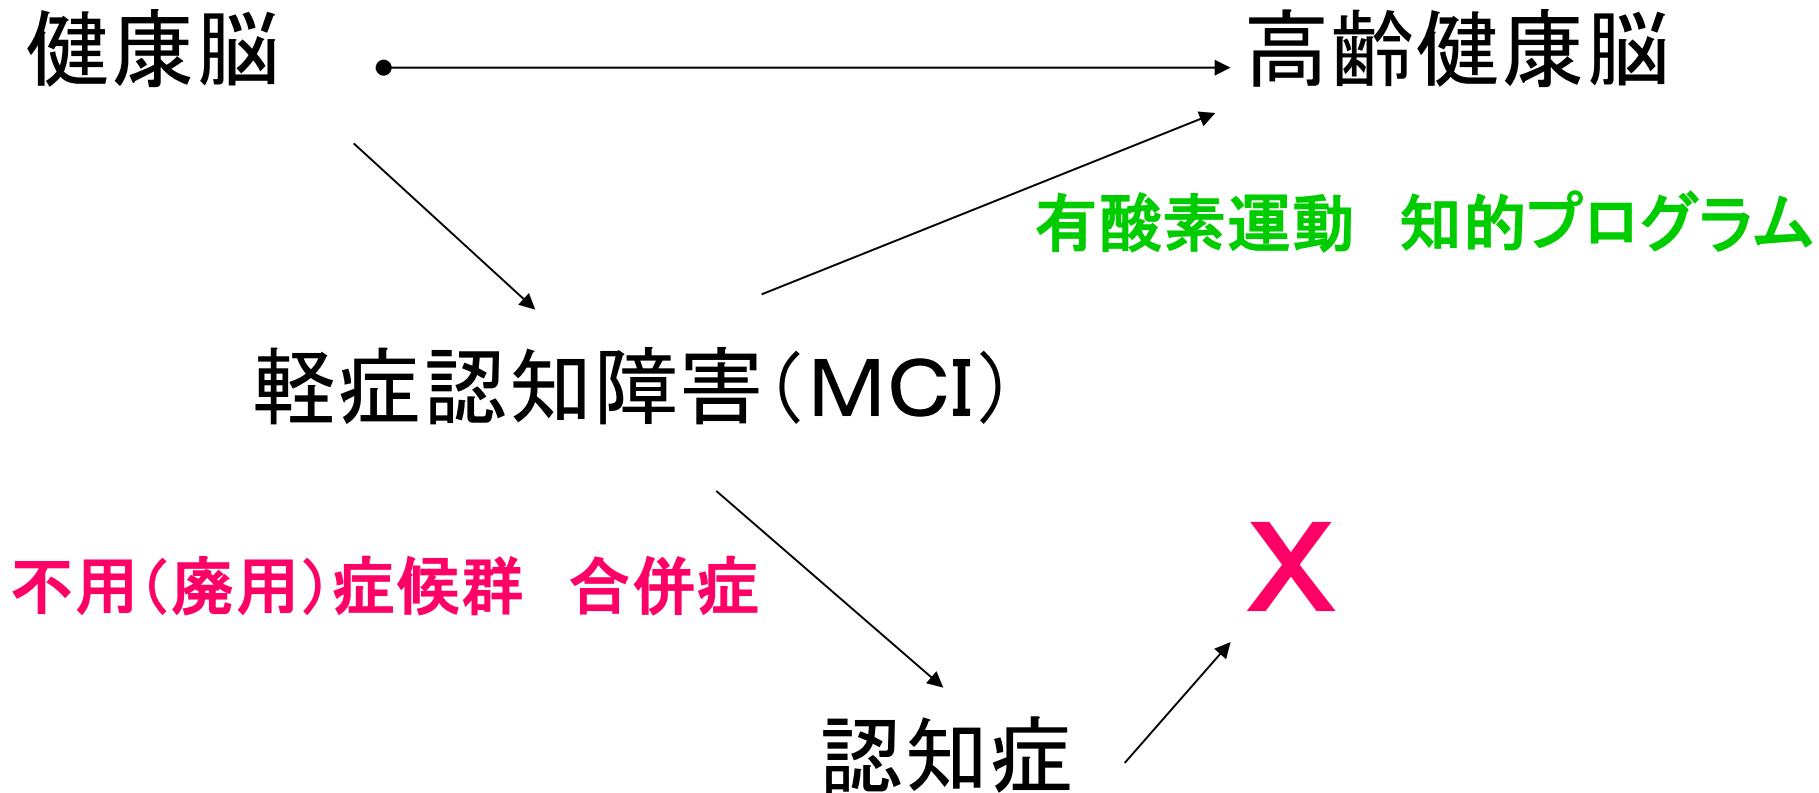 健康脳
高齢健康脳
有酸素運動　知的プログラム
軽症認知障害（ＭＣＩ）
不用（廃用）症候群　合併症
Ｘ
認知症